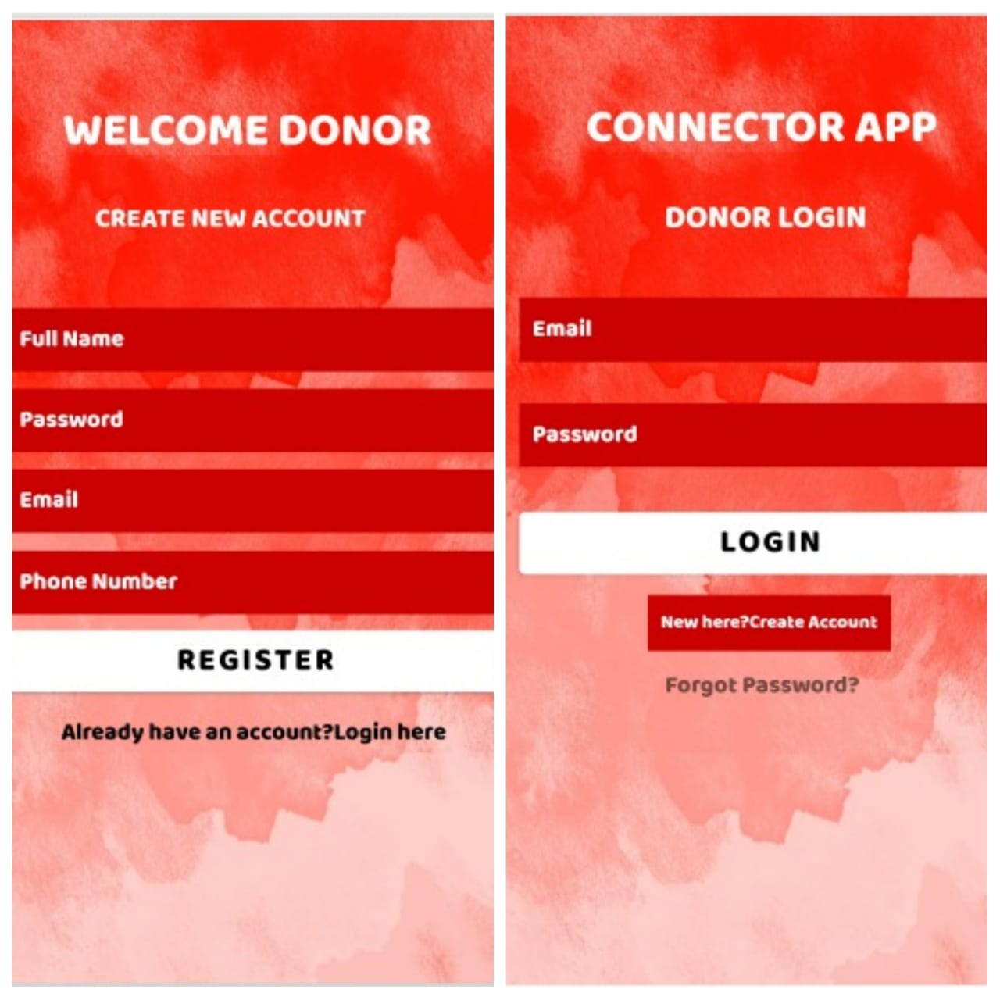 WELCOME DONOR
CREATE NEW ACCOUNT
Full Name
Password
Email
Phone Number
REGISTER
Already have an account?Login here
CONNECTOR APP
DONOR LOGIN
Email
Password
LOGIN
New here?Create Account
Forgot Password?